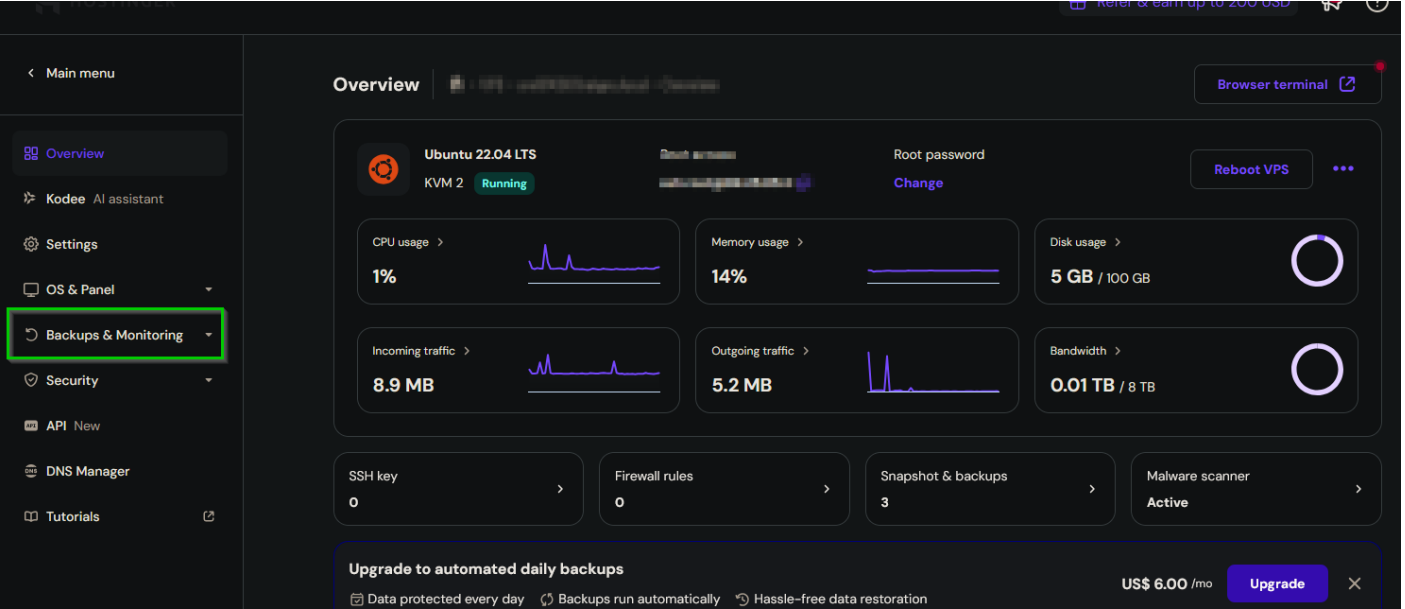 HOSTINGER
Refer & earn up to 200 USD
Main menu
Overview
Browser terminal
Overview
Kodee AI assistant
Settings
OS & Panel
Backups & Monitoring
Security
API New
DNS Manager
Tutorials
Ubuntu 22.04 LTS
KVM 2 Running
Root access
Root password
Change
Reboot VPS
CPU usage
1%
Memory usage
14%
Disk usage
5 GB / 100 GB
Incoming traffic
8.9 MB
Outgoing traffic
5.2 MB
Bandwidth
0.01 TB / 8 TB
SSH key
0
Firewall rules
0
Snapshot & backups
3
Malware scanner
Active
Upgrade to automated daily backups
Data protected every day Backups run automatically Hassle-free data restoration
US$ 6.00 /mo
Upgrade